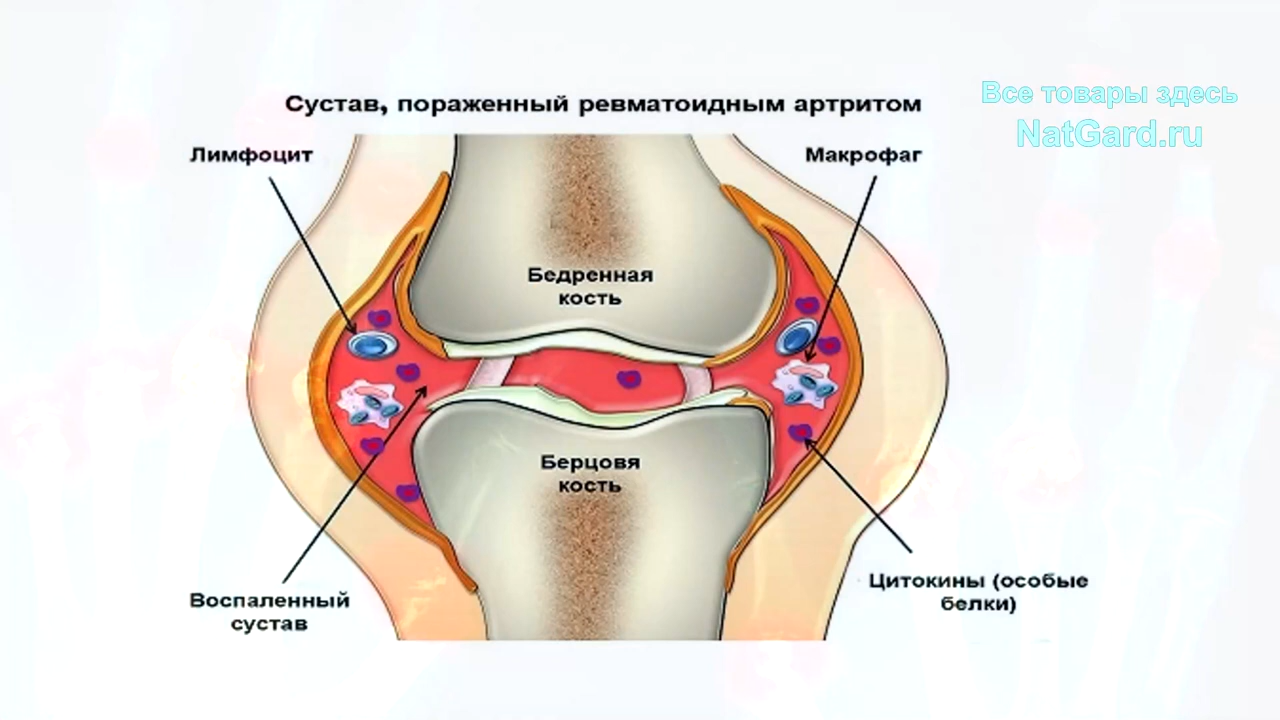 Сустав, пораженный ревматоидным артритом
Все товары здесь
NatGard.ru
Лимфоцит
Макрофаг
Бедренная
кость
Берцовя
кость
Воспаленный
сустав
Цитокины (особые
белки)